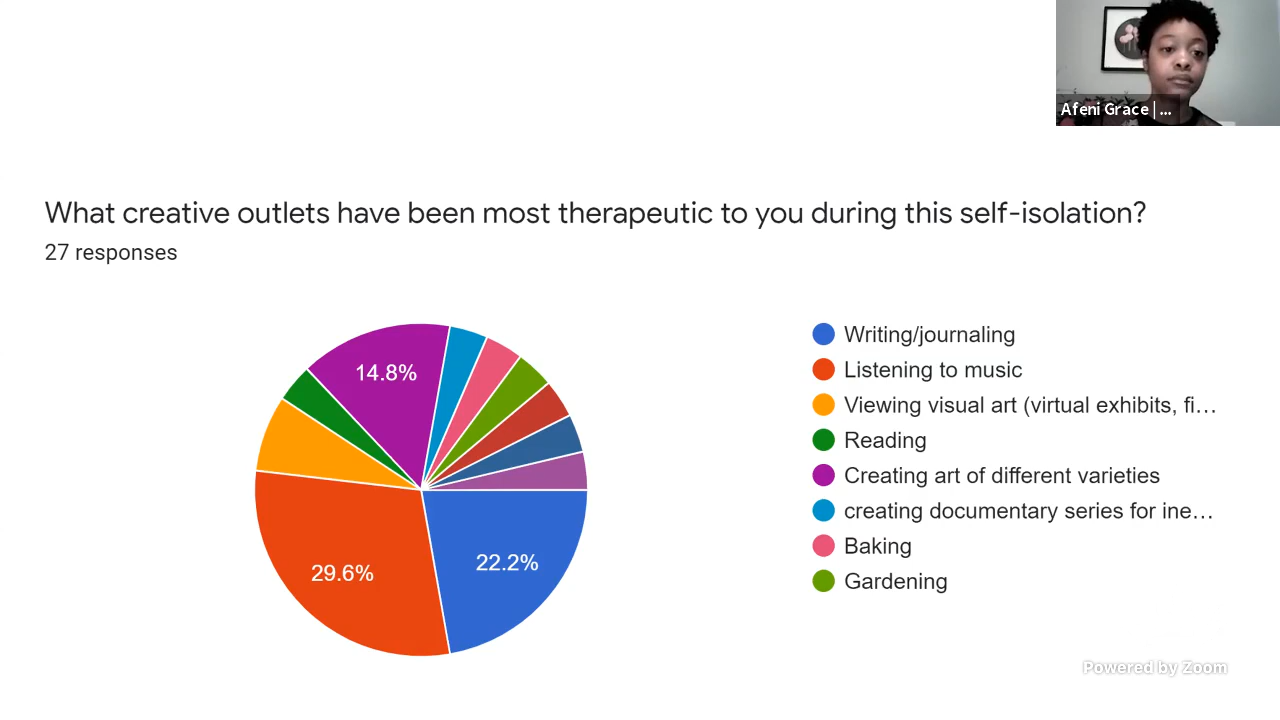 Afeni Grace | ...
What creative outlets have been most therapeutic to you during this self-isolation?
27 responses
14.8%
29.6%
22.2%
Writing/journaling
Listening to music
Viewing visual art (virtual exhibits, fi...
Reading
Creating art of different varieties
creating documentary series for ine...
Baking
Gardening
Powered by Zoom